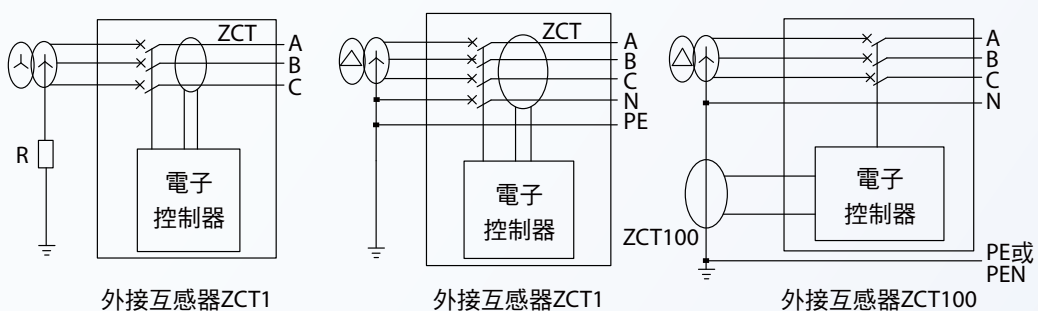 ZCT
A
B
C
R
電子
控制器
外接互感器ZCT1
ZCT
A
B
C
N
PE
電子
控制器
外接互感器ZCT1
A
B
C
N
電子
控制器
ZCT100
PE或
PEN
外接互感器ZCT100